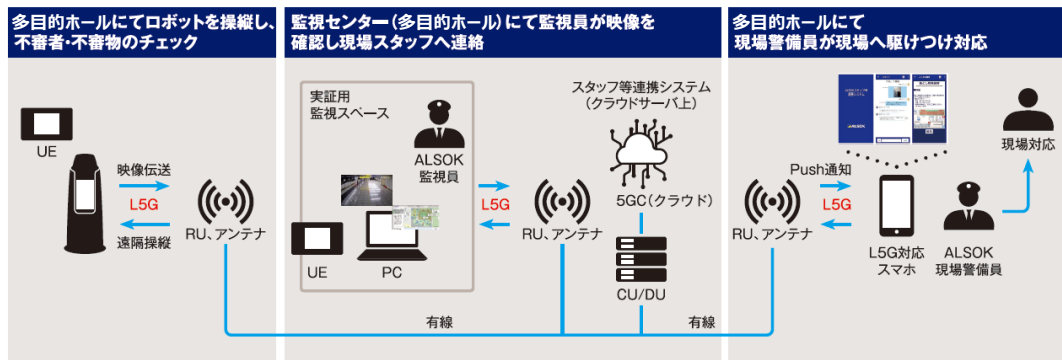 多目的ホールにてロボットを操縦し、
不審者・不審物のチェック
UE
映像伝送
L5G
遠隔操縦
RU、アンテナ
監視センター（多目的ホール）にて監視員が映像を
確認し現場スタッフへ連絡
実証用
監視スペース
ALSOK
監視員
UE
PC
L5G
RU、アンテナ
スタッフ等連携システム
（クラウドサーバ上）
5GC（クラウド）
CU/DU
有線
有線
多目的ホールにて
現場警備員が現場へ駆けつけ対応
ALSOK
Push通知
L5G
RU、アンテナ
L5G対応
スマホ
ALSOK
現場警備員
現場対応